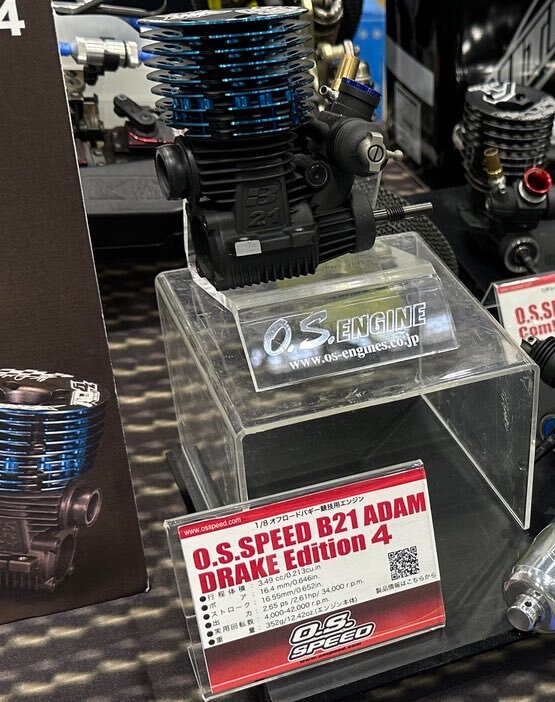 4
B
21
O.S.ENGINE
www.os-engines.co.jp
O.S.SP
Com
www.osspeed.com
1/8 オフロードバギー競技用エンジン
O.S.SPEED B21 ADAM
DRAKE Edition 4
●行程体積 : 3.49 cc/0.213cu.in
●ボア : 16.4 mm/0.646in.
●ストローク : 16.55mm/0.652in.
●出力 : 2.65 ps /2.61hp/ 34,000 r.p.m.
●実用回転数 : 4,000-42,000 r.p.m.
●重量 : 352g/12.42oz (エンジン本体)
製品情報はこちらから
O.S.
SPEED